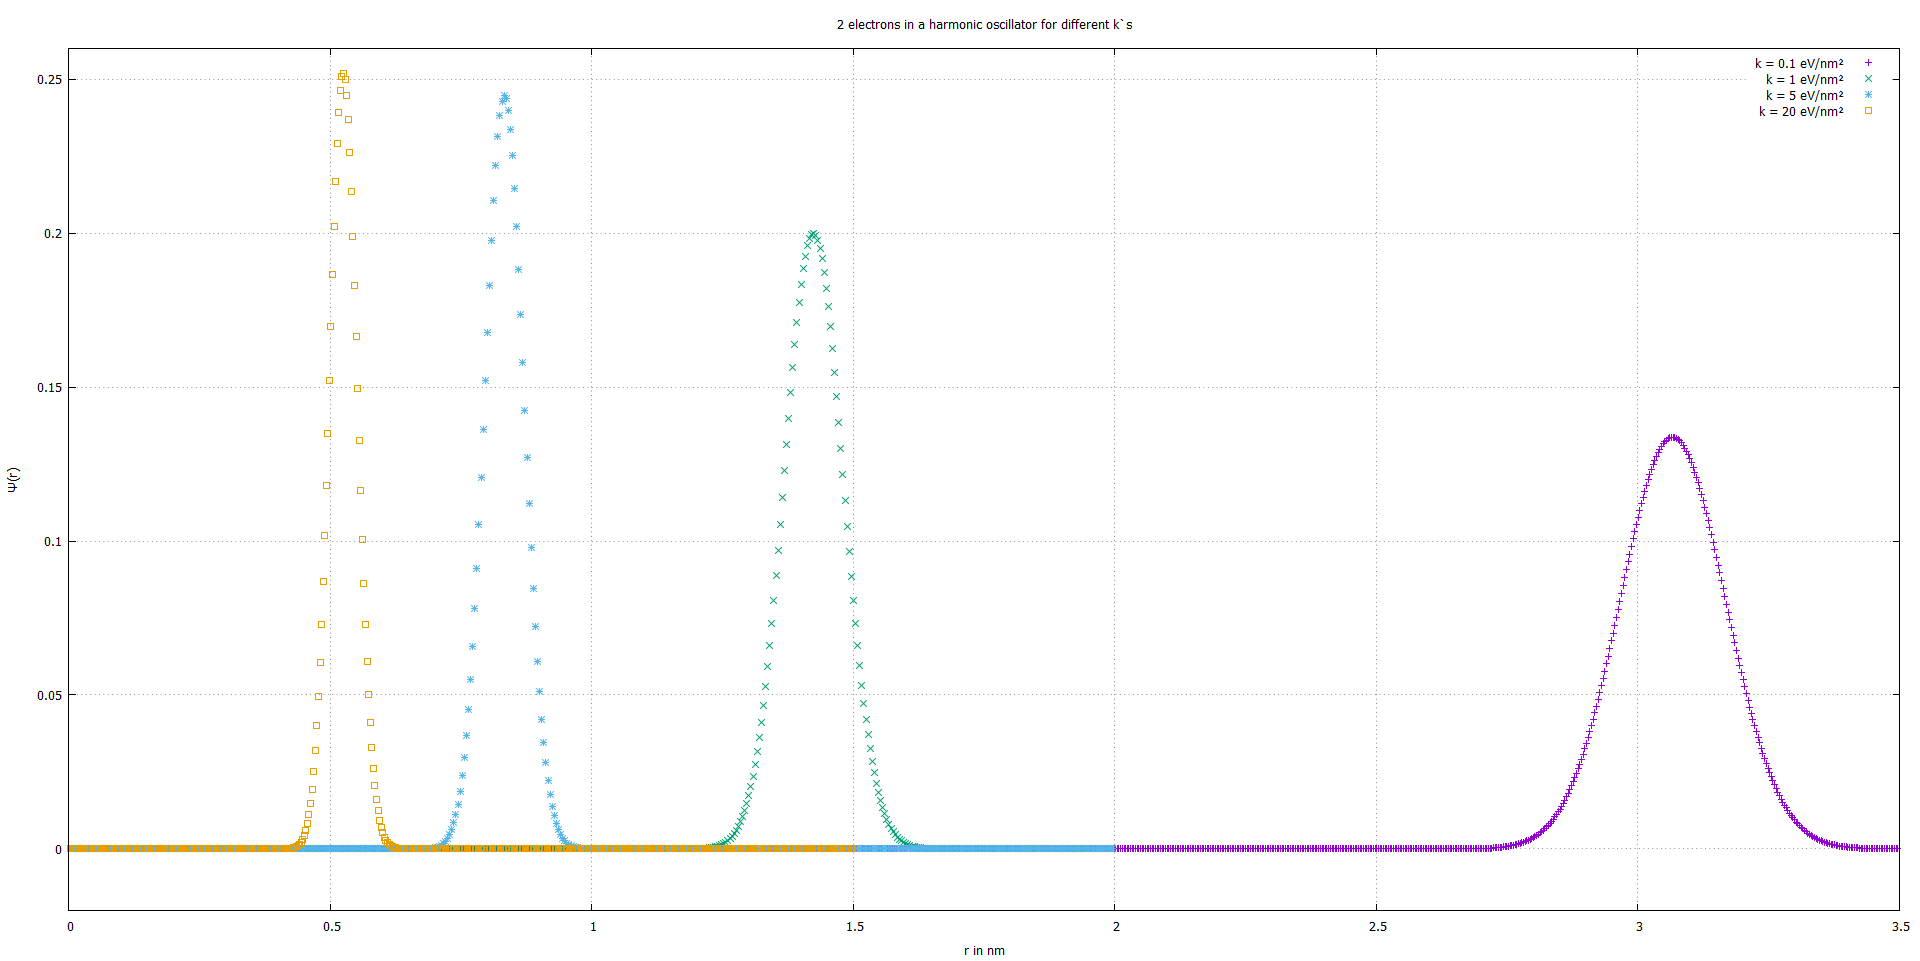 2 electrons in a harmonic oscillator for different k`s
k = 0.1 eV/nm²
k = 1 eV/nm²
k = 5 eV/nm²
k = 20 eV/nm²
0.25
0.2
0.15
0.1
0.05
0
Ψ(r)
0 0.5 1 1.5 2 2.5 3 3.5
r in nm